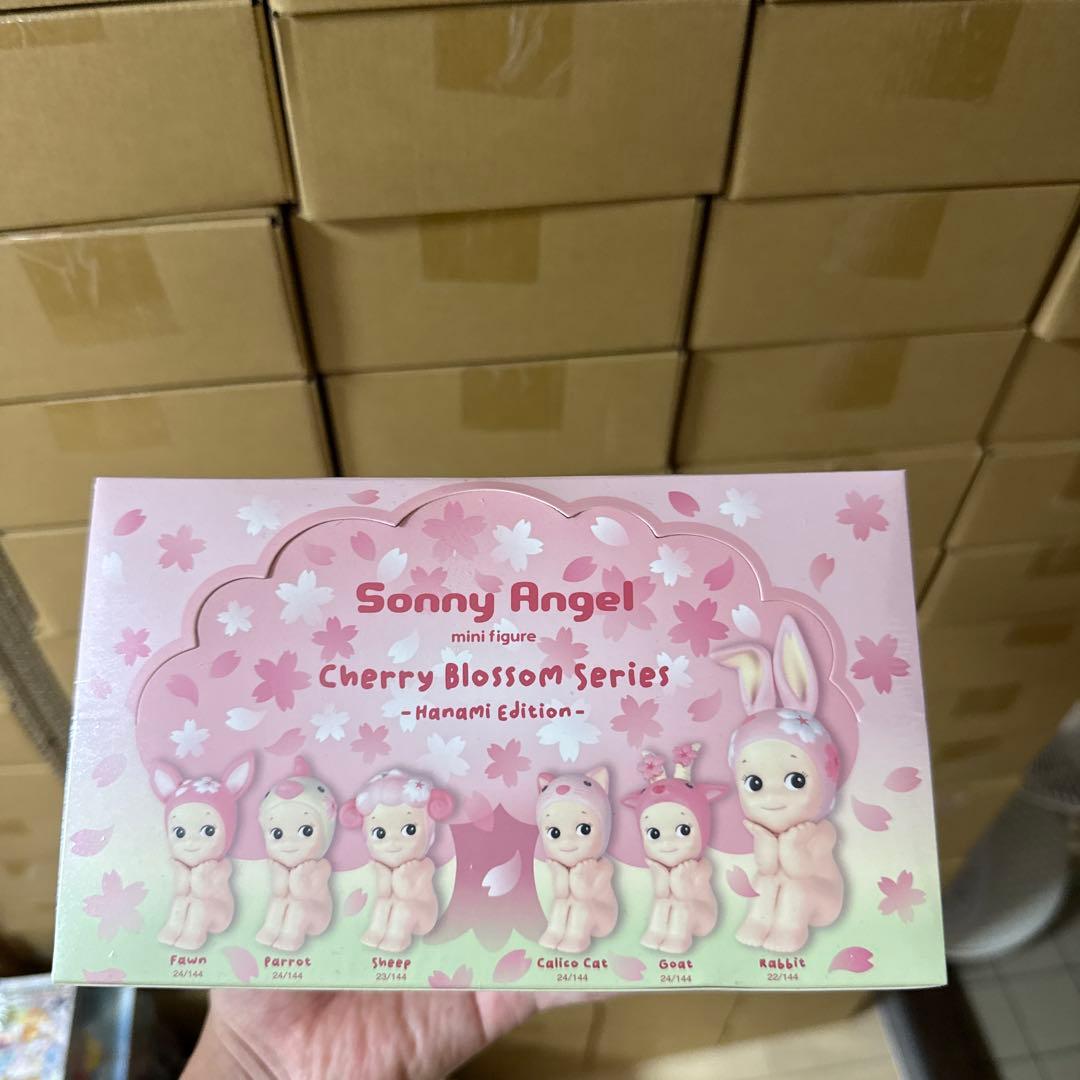 Sonny Angel
mini figure
Cherry Blossom Series
-Hanami Edition-
Fawn
24/144
Parrot
24/144
Sheep
23/144
Calico Cat
24/144
Goat
24/144
Rabbit
22/144